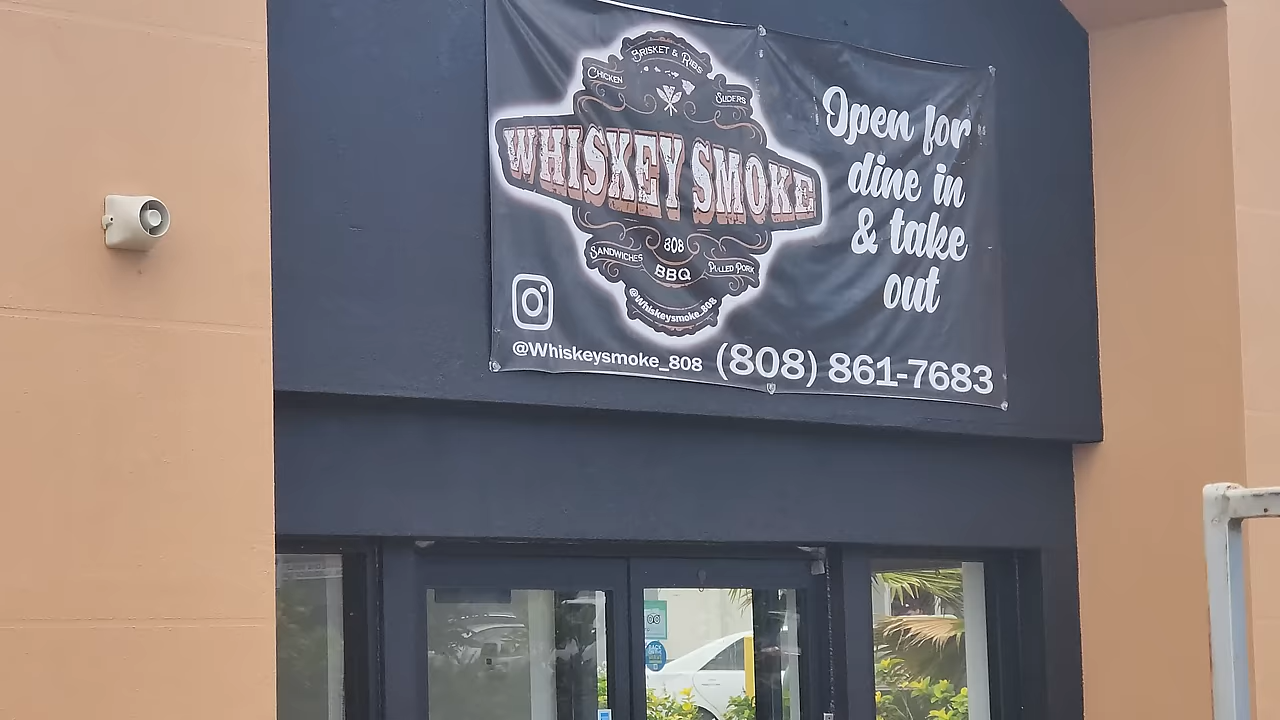 BRISKET & RIBS
CHICKEN
SLIDERS
WHISKEY SMOKE
808
SANDWICHES
BBQ
PULLED PORK
@Whiskeysmoke_808
Open for
dine in
& take
out
@Whiskeysmoke_808
(808) 861-7683